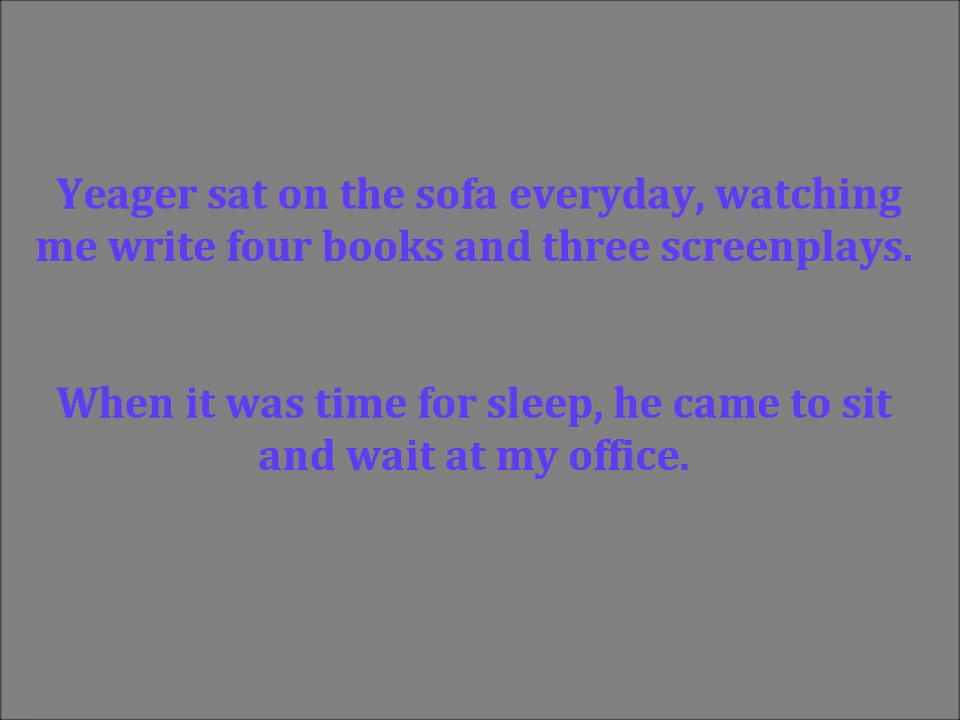 Yeager sat on the sofa everyday, watching
me write four books and three screenplays.
When it was time for sleep, he came to sit
and wait at my office.